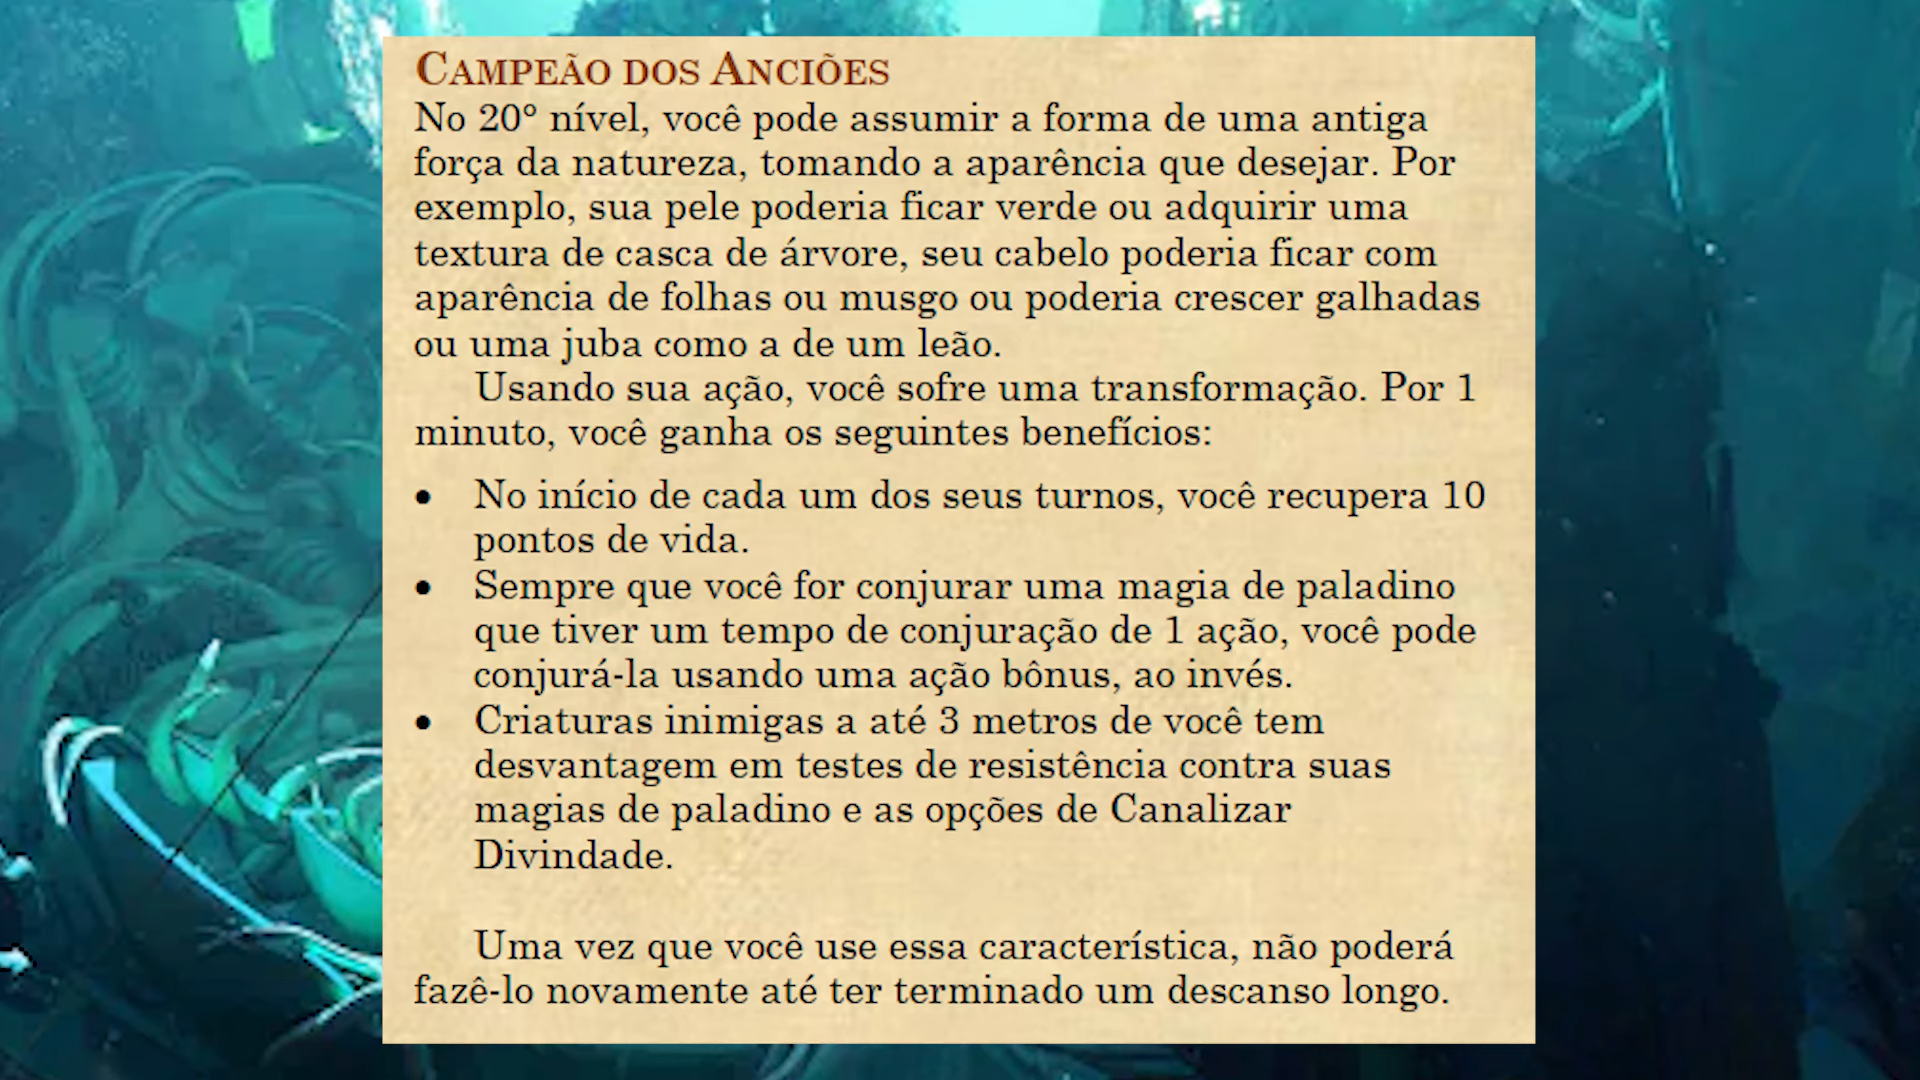 CAMPEÃO DOS ANCIÕES
No 20° nível, você pode assumir a forma de uma antiga
força da natureza, tomando a aparência que desejar. Por
exemplo, sua pele poderia ficar verde ou adquirir uma
textura de casca de árvore, seu cabelo poderia ficar com
aparência de folhas ou musgo ou poderia crescer galhadas
ou uma juba como a de um leão.
Usando sua ação, você sofre uma transformação. Por 1
minuto, você ganha os seguintes benefícios:
• No início de cada um dos seus turnos, você recupera 10
pontos de vida.
• Sempre que você for conjurar uma magia de paladino
que tiver um tempo de conjuração de 1 ação, você pode
conjurá-la usando uma ação bônus, ao invés.
• Criaturas inimigas a até 3 metros de você tem
desvantagem em testes de resistência contra suas
magias de paladino e as opções de Canalizar
Divindade.
Uma vez que você use essa característica, não poderá
fazê-lo novamente até ter terminado um descanso longo.